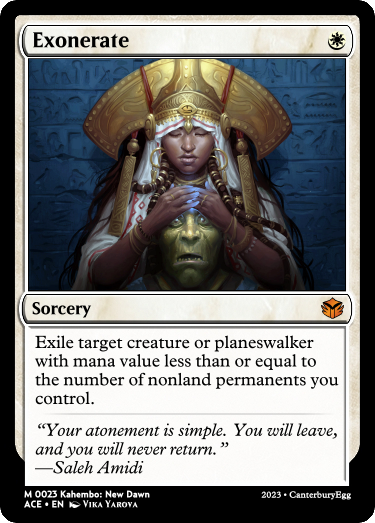 Exonerate
Sorcery
Exile target creature or planeswalker
with mana value less than or equal to
the number of nonland permanents you
control.
“Your atonement is simple. You will leave,
and you will never return.”
—Saleh Amidi
M 0023 Kahembo: New Dawn
ACE • EN Vika Yarova
2023 • CanterburyEgg